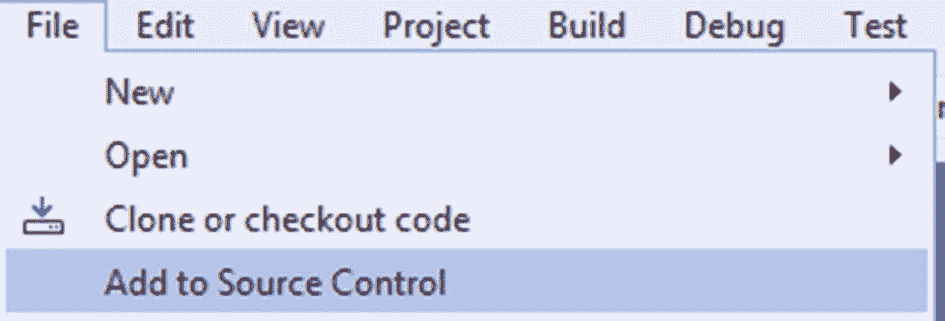 File Edit View Project Build Debug Test
New
Open
Clone or checkout code
Add to Source Control